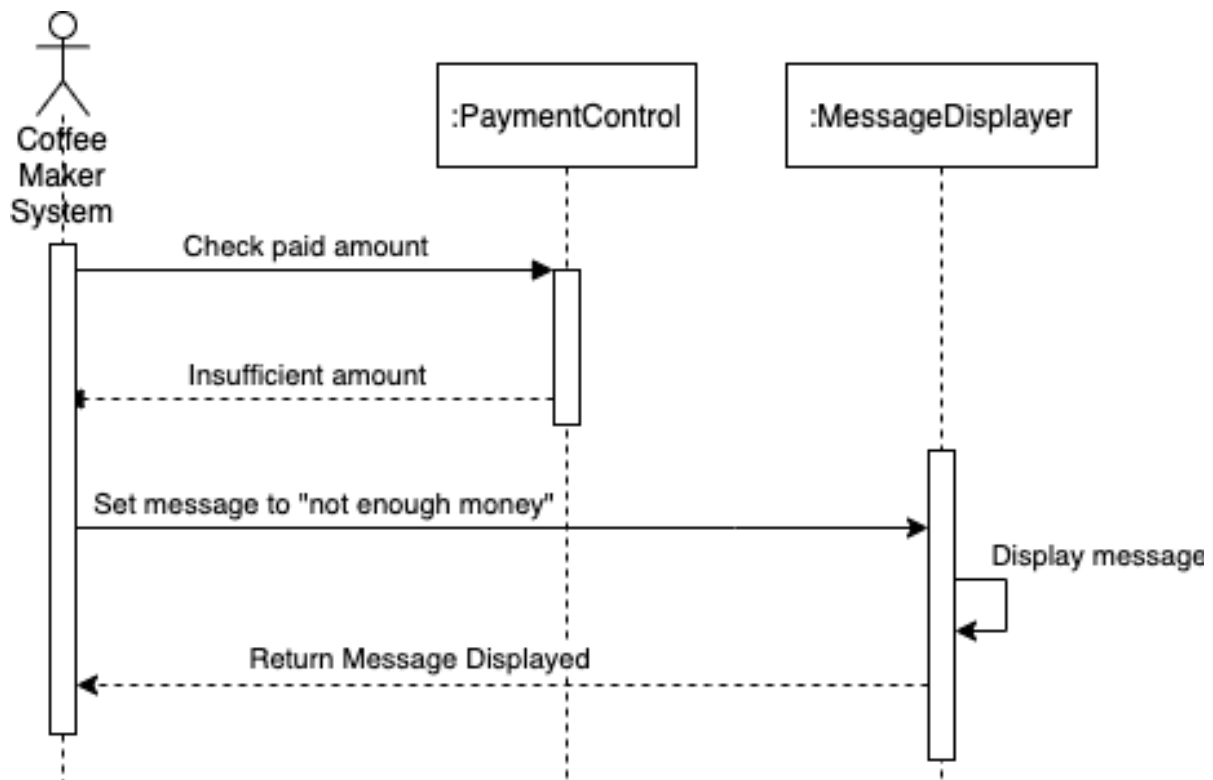 :PaymentControl
:MessageDisplayer
Coffee
Maker
System
Check paid amount
Insufficient amount
Set message to "not enough money"
Display message
Return Message Displayed